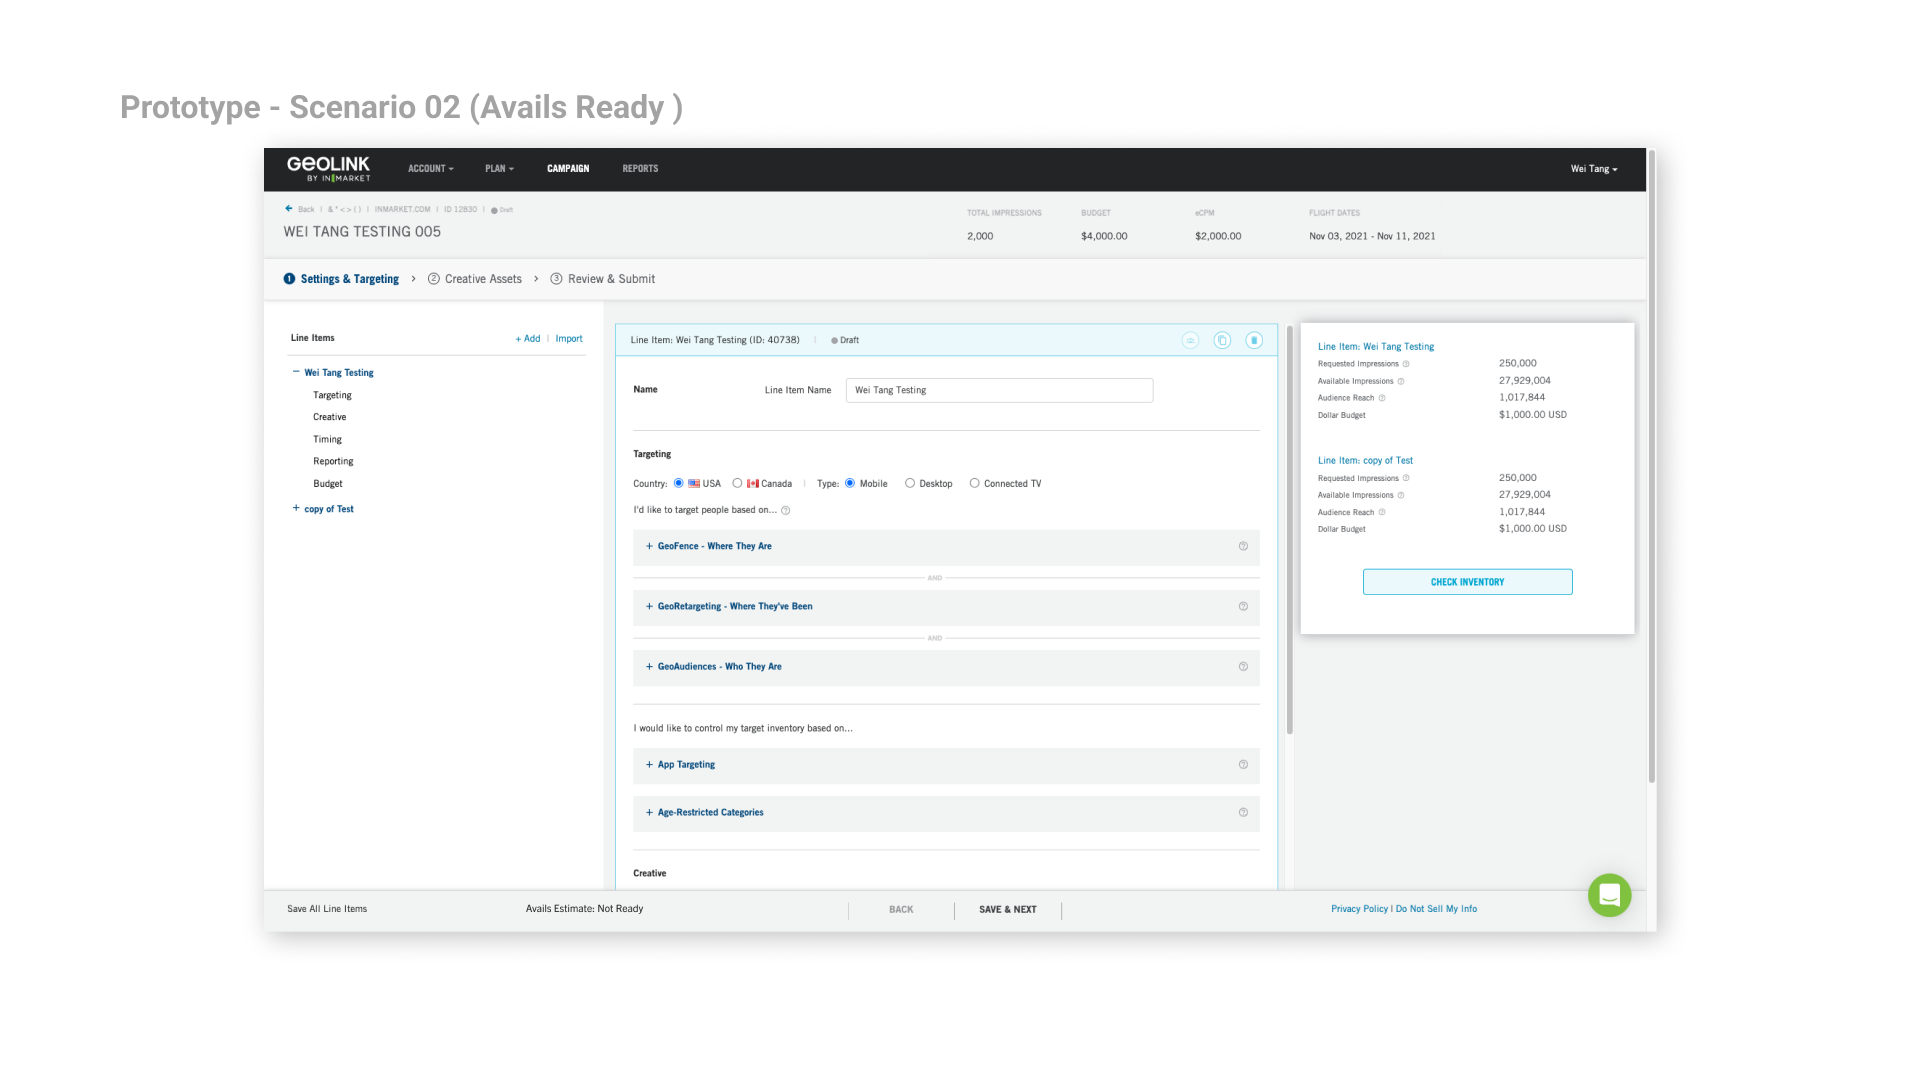 Prototype - Scenario 02 (Avails Ready )
GEOLINK
BY INMARKET
ACCOUNT
PLAN
CAMPAIGN
REPORTS
Wei Tang
Back | & * < > ( ) | INMARKET.COM | ID 12830 | Draft
WEI TANG TESTING 005
TOTAL IMPRESSIONS
2,000
BUDGET
$4,000.00
eCPM
$2,000.00
FLIGHT DATES
Nov 03, 2021 - Nov 11, 2021
1 Settings & Targeting > 2 Creative Assets > 3 Review & Submit
Line Items
+ Add | Import
− Wei Tang Testing
Targeting
Creative
Timing
Reporting
Budget
+ copy of Test
Line Item: Wei Tang Testing (ID: 40738) | Draft
Name
Line Item Name
Wei Tang Testing
Targeting
Country: USA Canada | Type: Mobile Desktop Connected TV
I'd like to target people based on... ?
+ GeoFence - Where They Are ?
AND
+ GeoRetargeting - Where They've Been ?
AND
+ GeoAudiences - Who They Are ?
I would like to control my target inventory based on...
+ App Targeting ?
+ Age-Restricted Categories ?
Creative
Line Item: Wei Tang Testing
Requested Impressions ? 250,000
Available Impressions ? 27,929,004
Audience Reach ? 1,017,844
Dollar Budget $1,000.00 USD
Line Item: copy of Test
Requested Impressions ? 250,000
Available Impressions ? 27,929,004
Audience Reach ? 1,017,844
Dollar Budget $1,000.00 USD
CHECK INVENTORY
Save All Line Items
Avails Estimate: Not Ready
BACK
SAVE & NEXT
Privacy Policy | Do Not Sell My Info